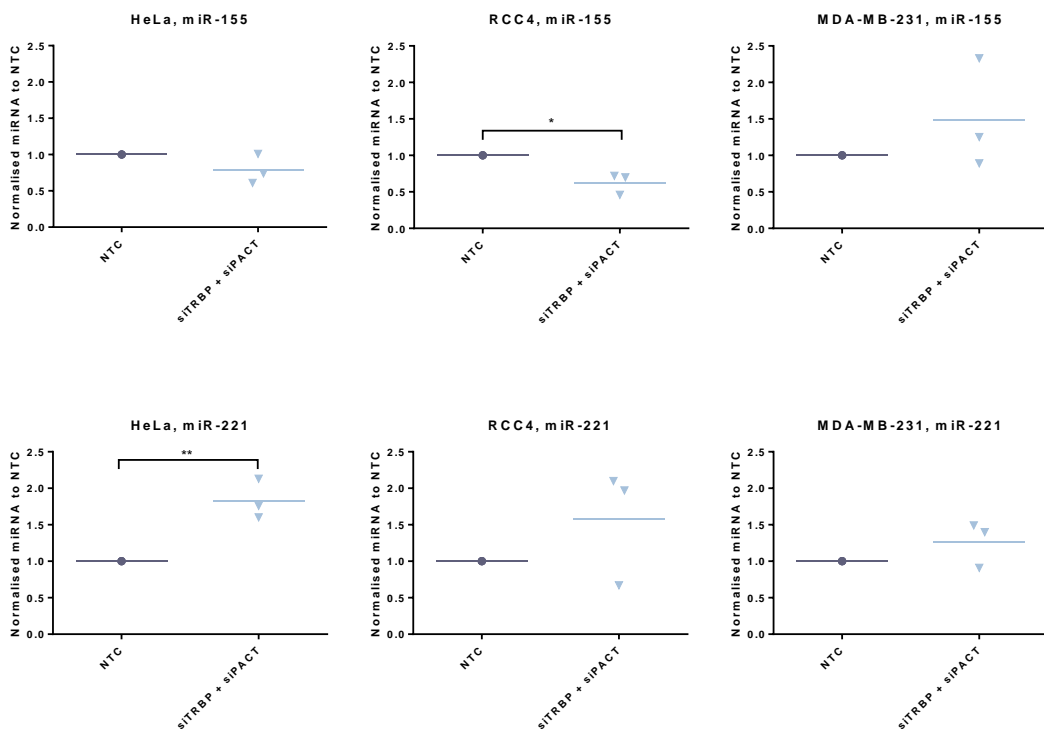 HeLa, miR-155
Normalised miRNA to NTC
2.5
2.0
1.5
1.0
0.5
0.0
NTC
siTRBP + siPACT
RCC4, miR-155
Normalised miRNA to NTC
2.5
2.0
1.5
1.0
0.5
0.0
*
NTC
siTRBP + siPACT
MDA-MB-231, miR-155
Normalised miRNA to NTC
2.5
2.0
1.5
1.0
0.5
0.0
NTC
siTRBP + siPACT
HeLa, miR-221
Normalised miRNA to NTC
2.5
2.0
1.5
1.0
0.5
0.0
**
NTC
siTRBP + siPACT
RCC4, miR-221
Normalised miRNA to NTC
2.5
2.0
1.5
1.0
0.5
0.0
NTC
siTRBP + siPACT
MDA-MB-231, miR-221
Normalised miRNA to NTC
2.5
2.0
1.5
1.0
0.5
0.0
NTC
siTRBP + siPACT